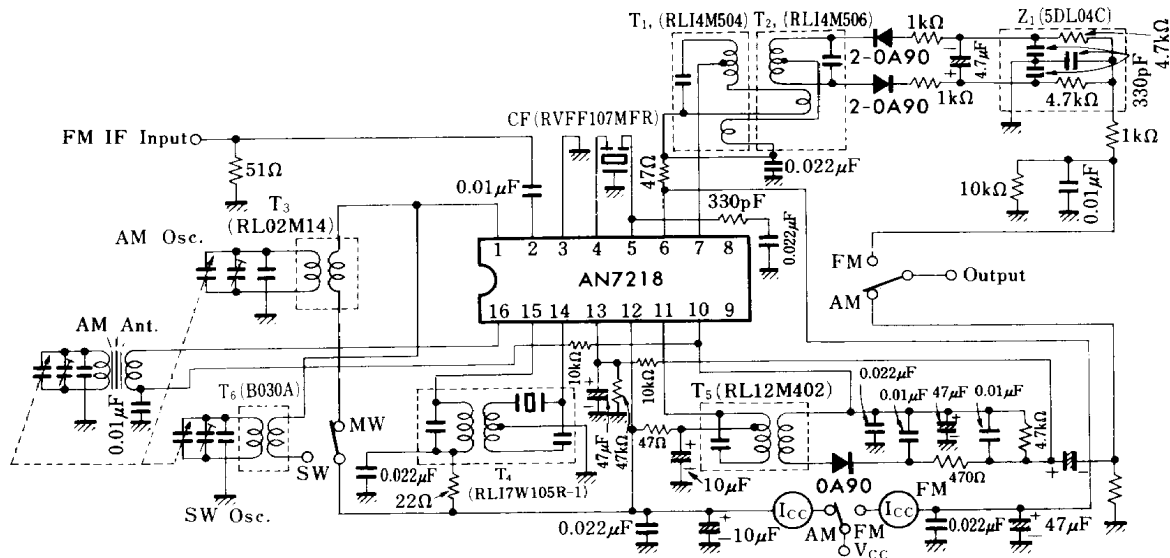 T₁, (RLI4M504) T₂, (RLI4M506)
Z₁ (5DL04C)
1kΩ
2-0A90
4.7μF
+
−
4.7kΩ
330pF
4.7kΩ
2-0A90
1kΩ
1kΩ
FM IF Input
51Ω
CF(RVFF107MFR)
0.01μF
47Ω
0.022μF
330pF
0.022μF
10kΩ
0.01μF
T₃
(RL02M14)
AM Osc.
1 2 3 4 5 6 7 8
AN7218
16 15 14 13 12 11 10 9
FM
AM
Output
AM Ant.
0.01μF
T₆(B030A)
MW
SW
SW Osc.
10kΩ
10kΩ
+
−
47μF
47kΩ
47Ω
+
−
10μF
T₅(RL12M402)
0.022μF
0.01μF
47μF
+
−
0.01μF
4.7kΩ
0.022μF
22Ω
T₄
(RLI7W105R-1)
0A90
470Ω
+
−
0.022μF
+
−10μF
ICC
AM
FM
VCC
FM
ICC
0.022μF
+
−
47μF